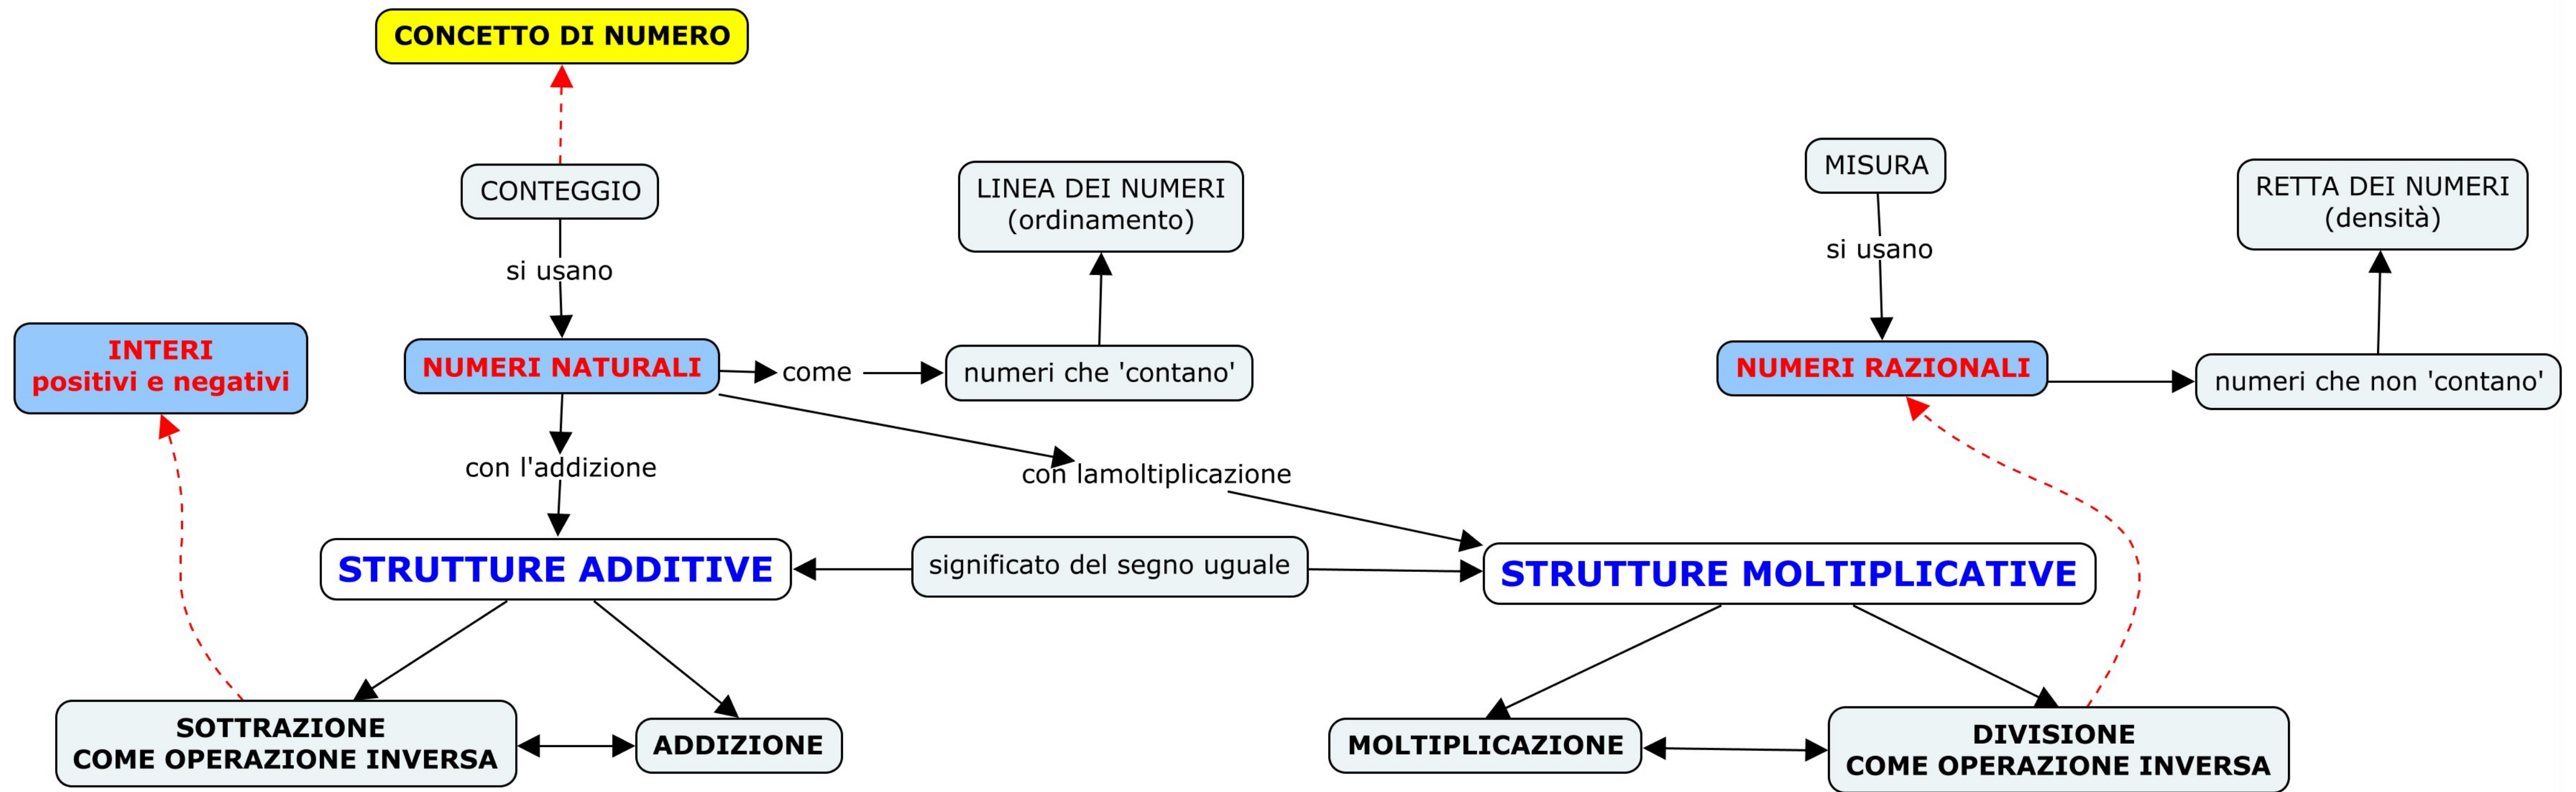 CONCETTO DI NUMERO
CONTEGGIO
LINEA DEI NUMERI
(ordinamento)
MISURA
RETTA DEI NUMERI
(densità)
si usano
si usano
INTERI
positivi e negativi
NUMERI NATURALI
come
numeri che 'contano'
NUMERI RAZIONALI
numeri che non 'contano'
con l'addizione
con lamoltiplicazione
STRUTTURE ADDITIVE
significato del segno uguale
STRUTTURE MOLTIPLICATIVE
SOTTRAZIONE
COME OPERAZIONE INVERSA
ADDIZIONE
MOLTIPLICAZIONE
DIVISIONE
COME OPERAZIONE INVERSA